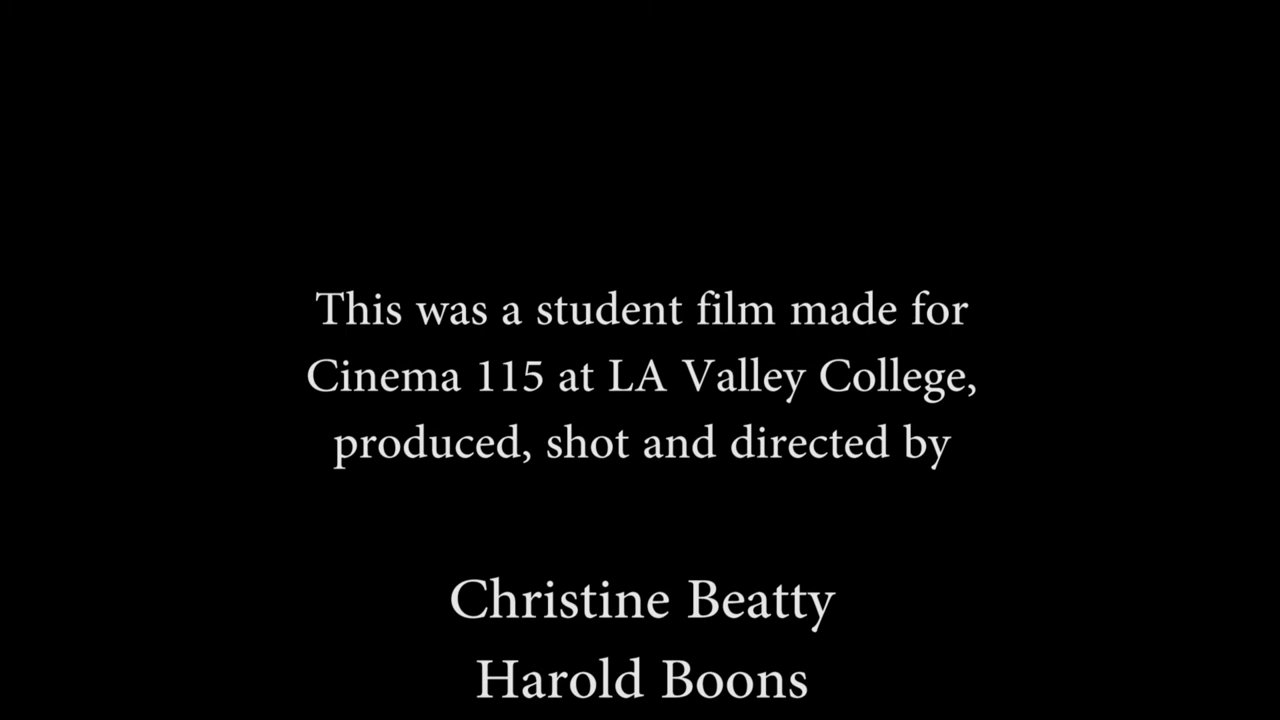 This was a student film made for
Cinema 115 at LA Valley College,
produced, shot and directed by
Christine Beatty
Harold Boons